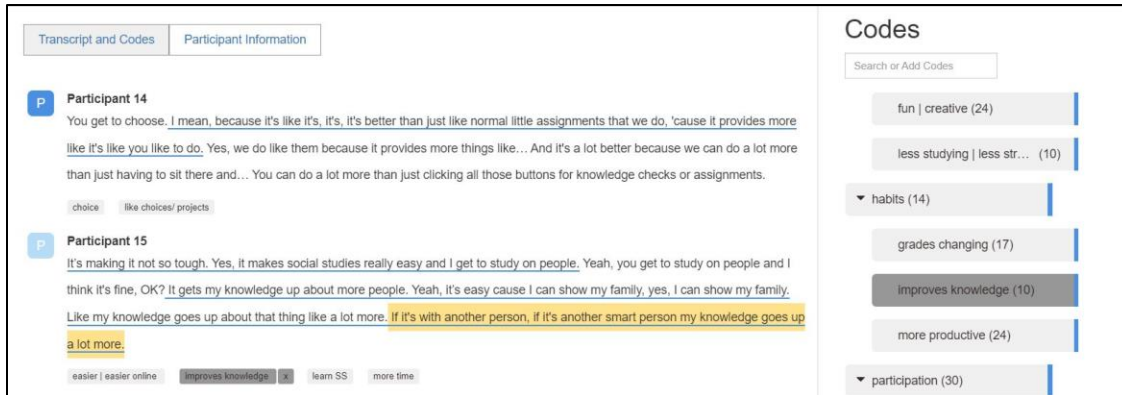 Transcript and Codes
Participant Information
P
Participant 14
You get to choose. I mean, because it's like it's, it's, it's better than just like normal little assignments that we do, 'cause it provides more
like it's like you like to do. Yes, we do like them because it provides more things like… And it's a lot better because we can do a lot more
than just having to sit there and… You can do a lot more than just clicking all those buttons for knowledge checks or assignments.
choice
like choices/ projects
P
Participant 15
It's making it not so tough. Yes, it makes social studies really easy and I get to study on people. Yeah, you get to study on people and I
think it's fine, OK? It gets my knowledge up about more people. Yeah, it's easy cause I can show my family, yes, I can show my family.
Like my knowledge goes up about that thing like a lot more. If it's with another person, if it's another smart person my knowledge goes up
a lot more.
easier | easier online
improves knowledge
x
learn SS
more time
Codes
Search or Add Codes
fun | creative (24)
less studying | less str… (10)
habits (14)
grades changing (17)
improves knowledge (10)
more productive (24)
participation (30)